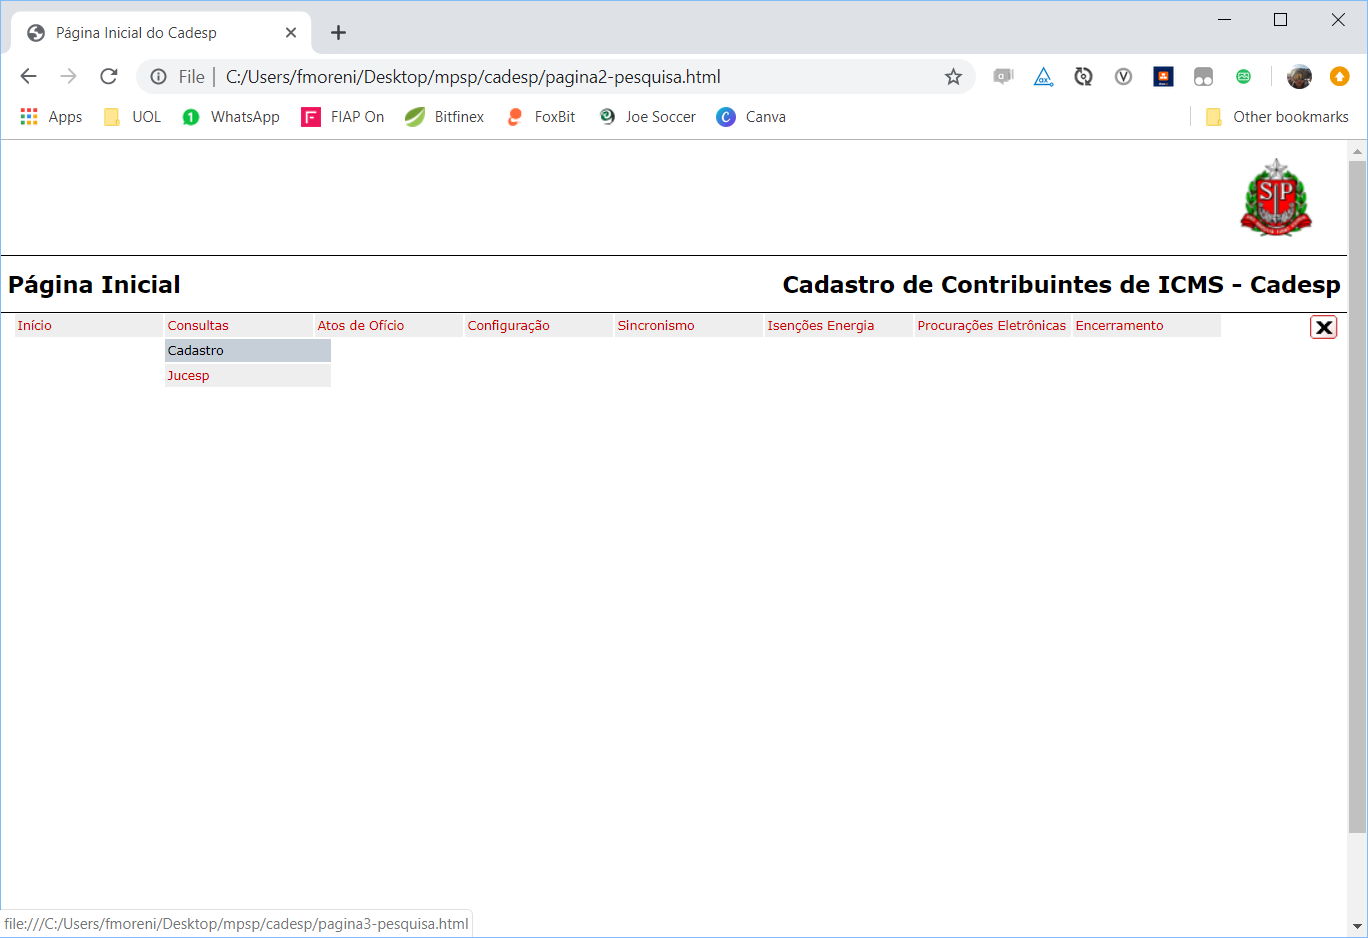 Página Inicial do Cadesp
File | C:/Users/fmoreni/Desktop/mpsp/cadesp/pagina2-pesquisa.html
Apps UOL WhatsApp FIAP On Bitfinex FoxBit Joe Soccer Canva Other bookmarks
SP
Página Inicial Cadastro de Contribuintes de ICMS - Cadesp
Início Consultas Atos de Ofício Configuração Sincronismo Isenções Energia Procurações Eletrônicas Encerramento
Cadastro
Jucesp
file:///C:/Users/fmoreni/Desktop/mpsp/cadesp/pagina3-pesquisa.html